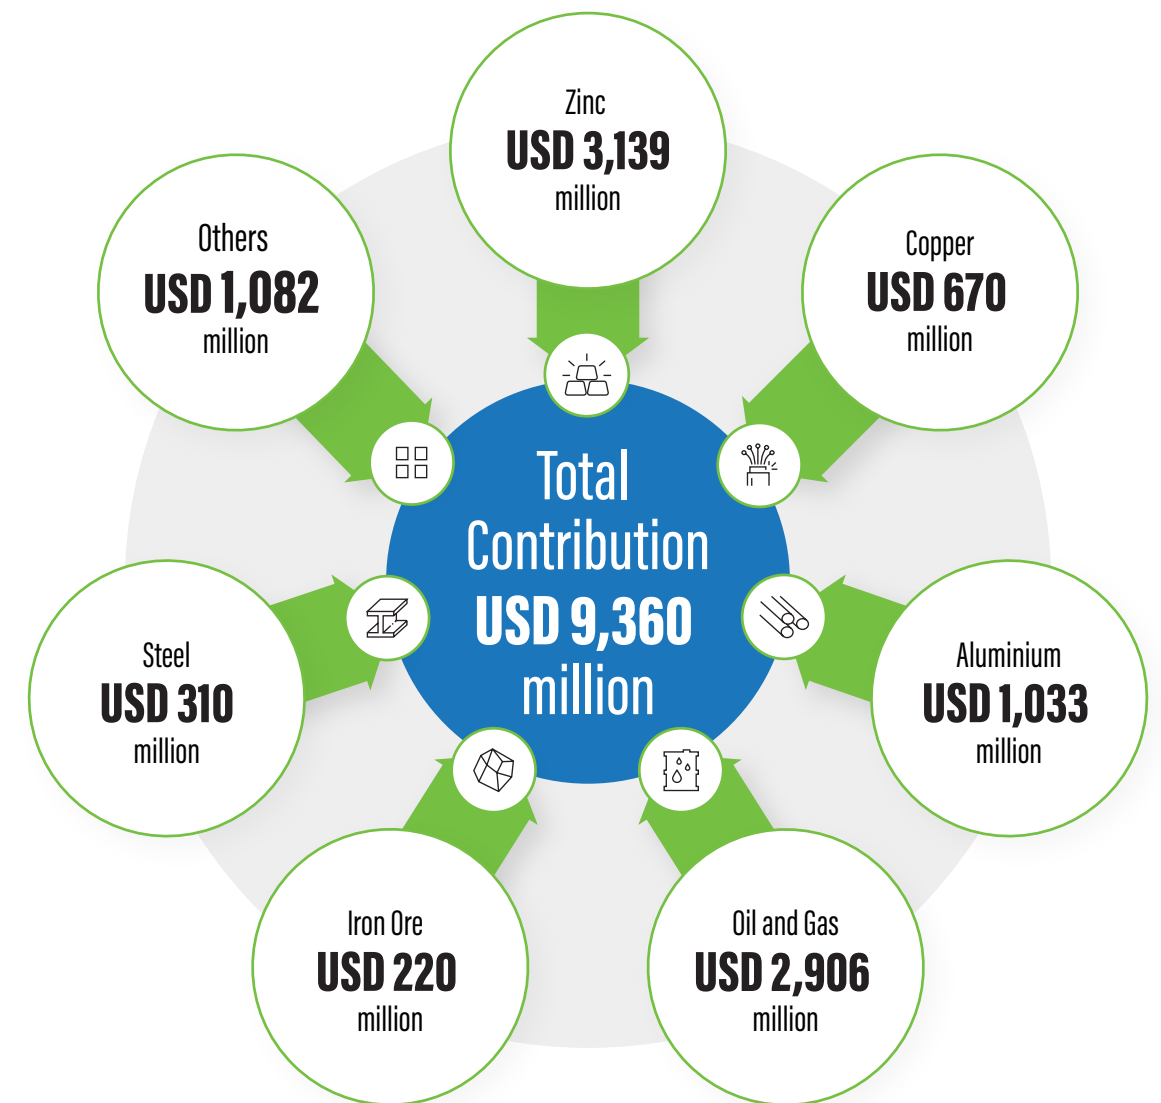 Zinc
USD 3,139
million
Copper
USD 670
million
Aluminium
USD 1,033
million
Oil and Gas
USD 2,906
million
Iron Ore
USD 220
million
Steel
USD 310
million
Others
USD 1,082
million
Total
Contribution
USD 9,360
million